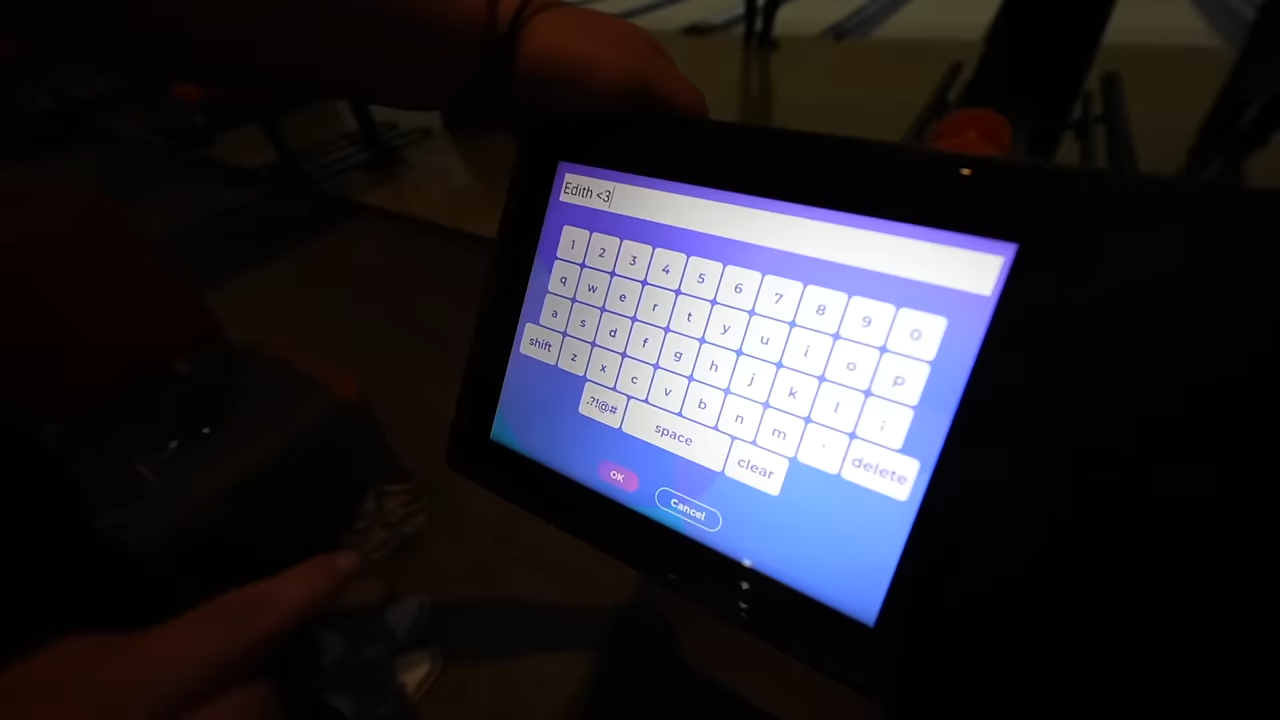 Edith <3
1 2 3 4 5 6 7 8 9 0
q w e r t y u i o p
a s d f g h j k l ;
shift z x c v b n m . delete
.?!@# space clear
OK Cancel